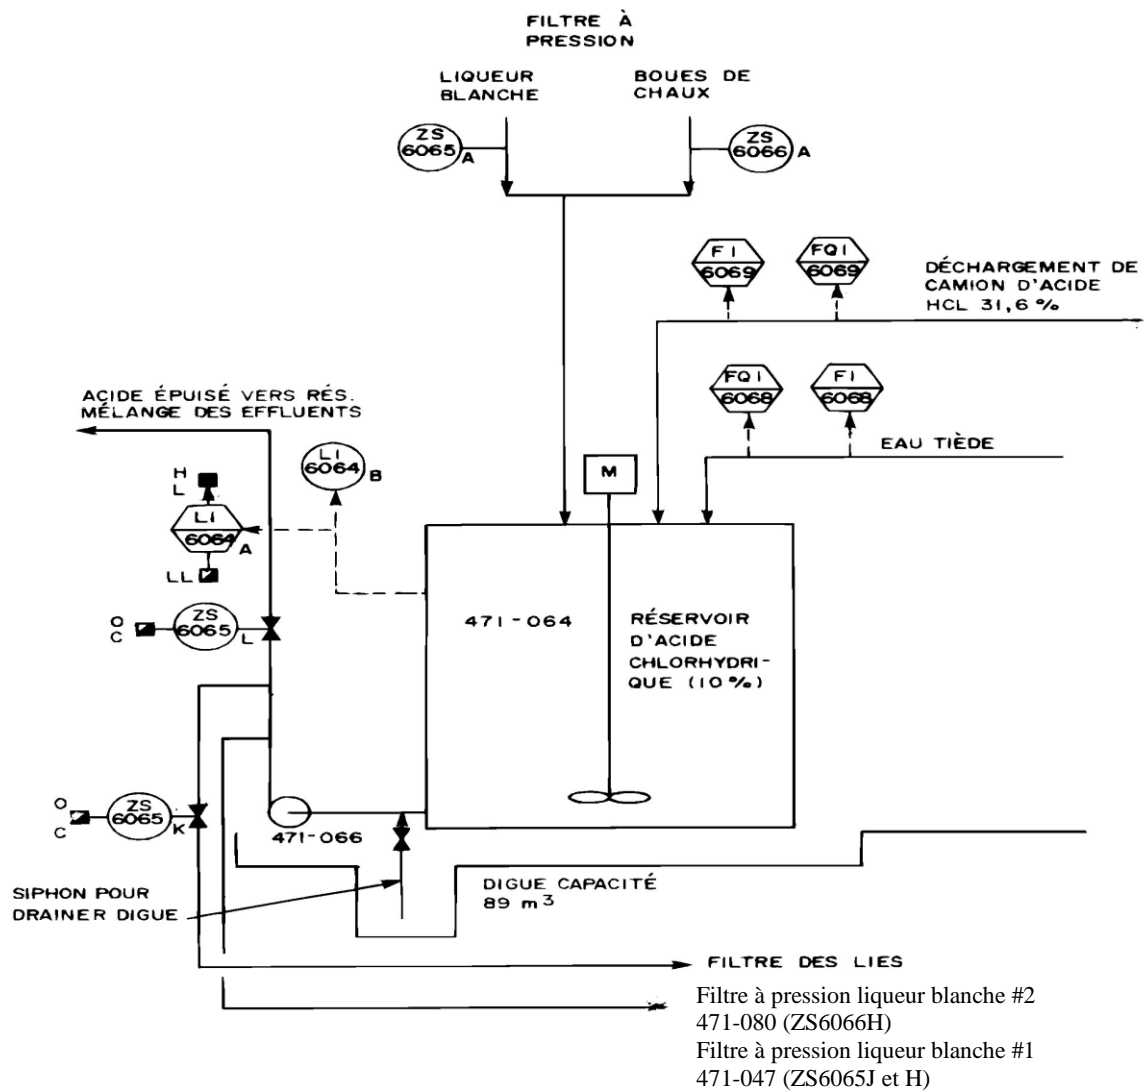 FILTRE À
PRESSION
LIQUEUR
BLANCHE
BOUES DE
CHAUX
ZS
6065
A
ZS
6066
A
FI
6069
FQI
6069
DÉCHARGEMENT DE
CAMION D'ACIDE
HCL 31,6 %
FQI
6068
FI
6068
EAU TIÈDE
ACIDE ÉPUISÉ VERS RÉS.
MÉLANGE DES EFFLUENTS
LI
6064
B
M
H
L
LI
6064
A
LL
O
C
ZS
6065
L
471-064
RÉSERVOIR
D'ACIDE
CHLORHYDRI-
QUE (10 %)
O
C
ZS
6065
K
471-066
SIPHON POUR
DRAINER DIGUE
DIGUE CAPACITÉ
89 m³
FILTRE DES LIES
Filtre à pression liqueur blanche #2
471-080 (ZS6066H)
Filtre à pression liqueur blanche #1
471-047 (ZS6065J et H)